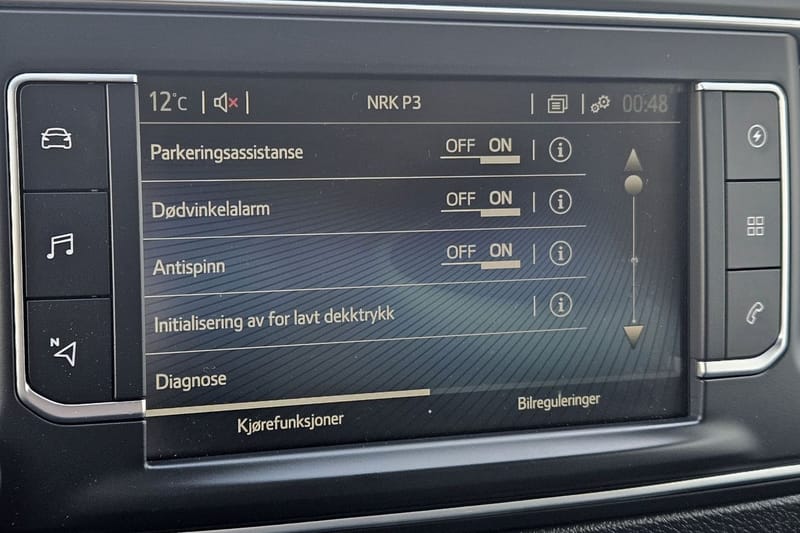 12°C NRK P3 00:48
Parkeringsassistanse OFF ON i
Dødvinkelalarm OFF ON i
Antispinn OFF ON i
Initialisering av for lavt dekktrykk i
Diagnose
Kjørefunksjoner Bilreguleringer
N